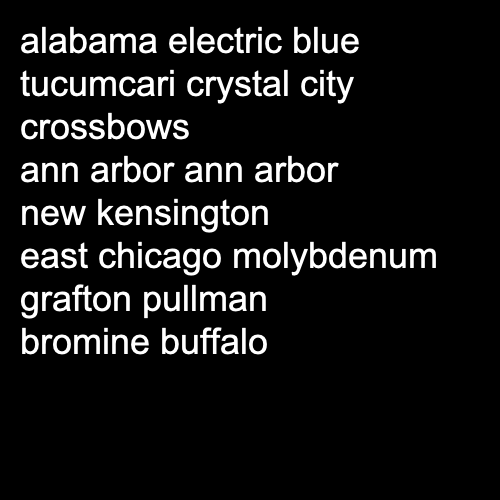 alabama electric blue
tucumcari crystal city
crossbows
ann arbor ann arbor
new kensington
east chicago molybdenum
grafton pullman
bromine buffalo